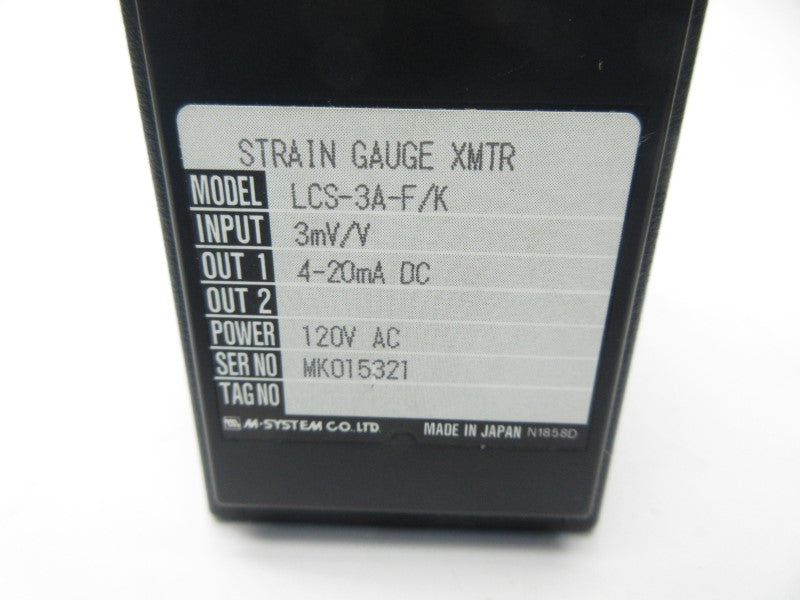 STRAIN GAUGE XMTR
MODEL LCS-3A-F/K
INPUT 3mV/V
OUT 1 4-20mA DC
OUT 2
POWER 120V AC
SER NO MK015321
TAG NO
M-SYSTEM CO.,LTD. MADE IN JAPAN N1858D